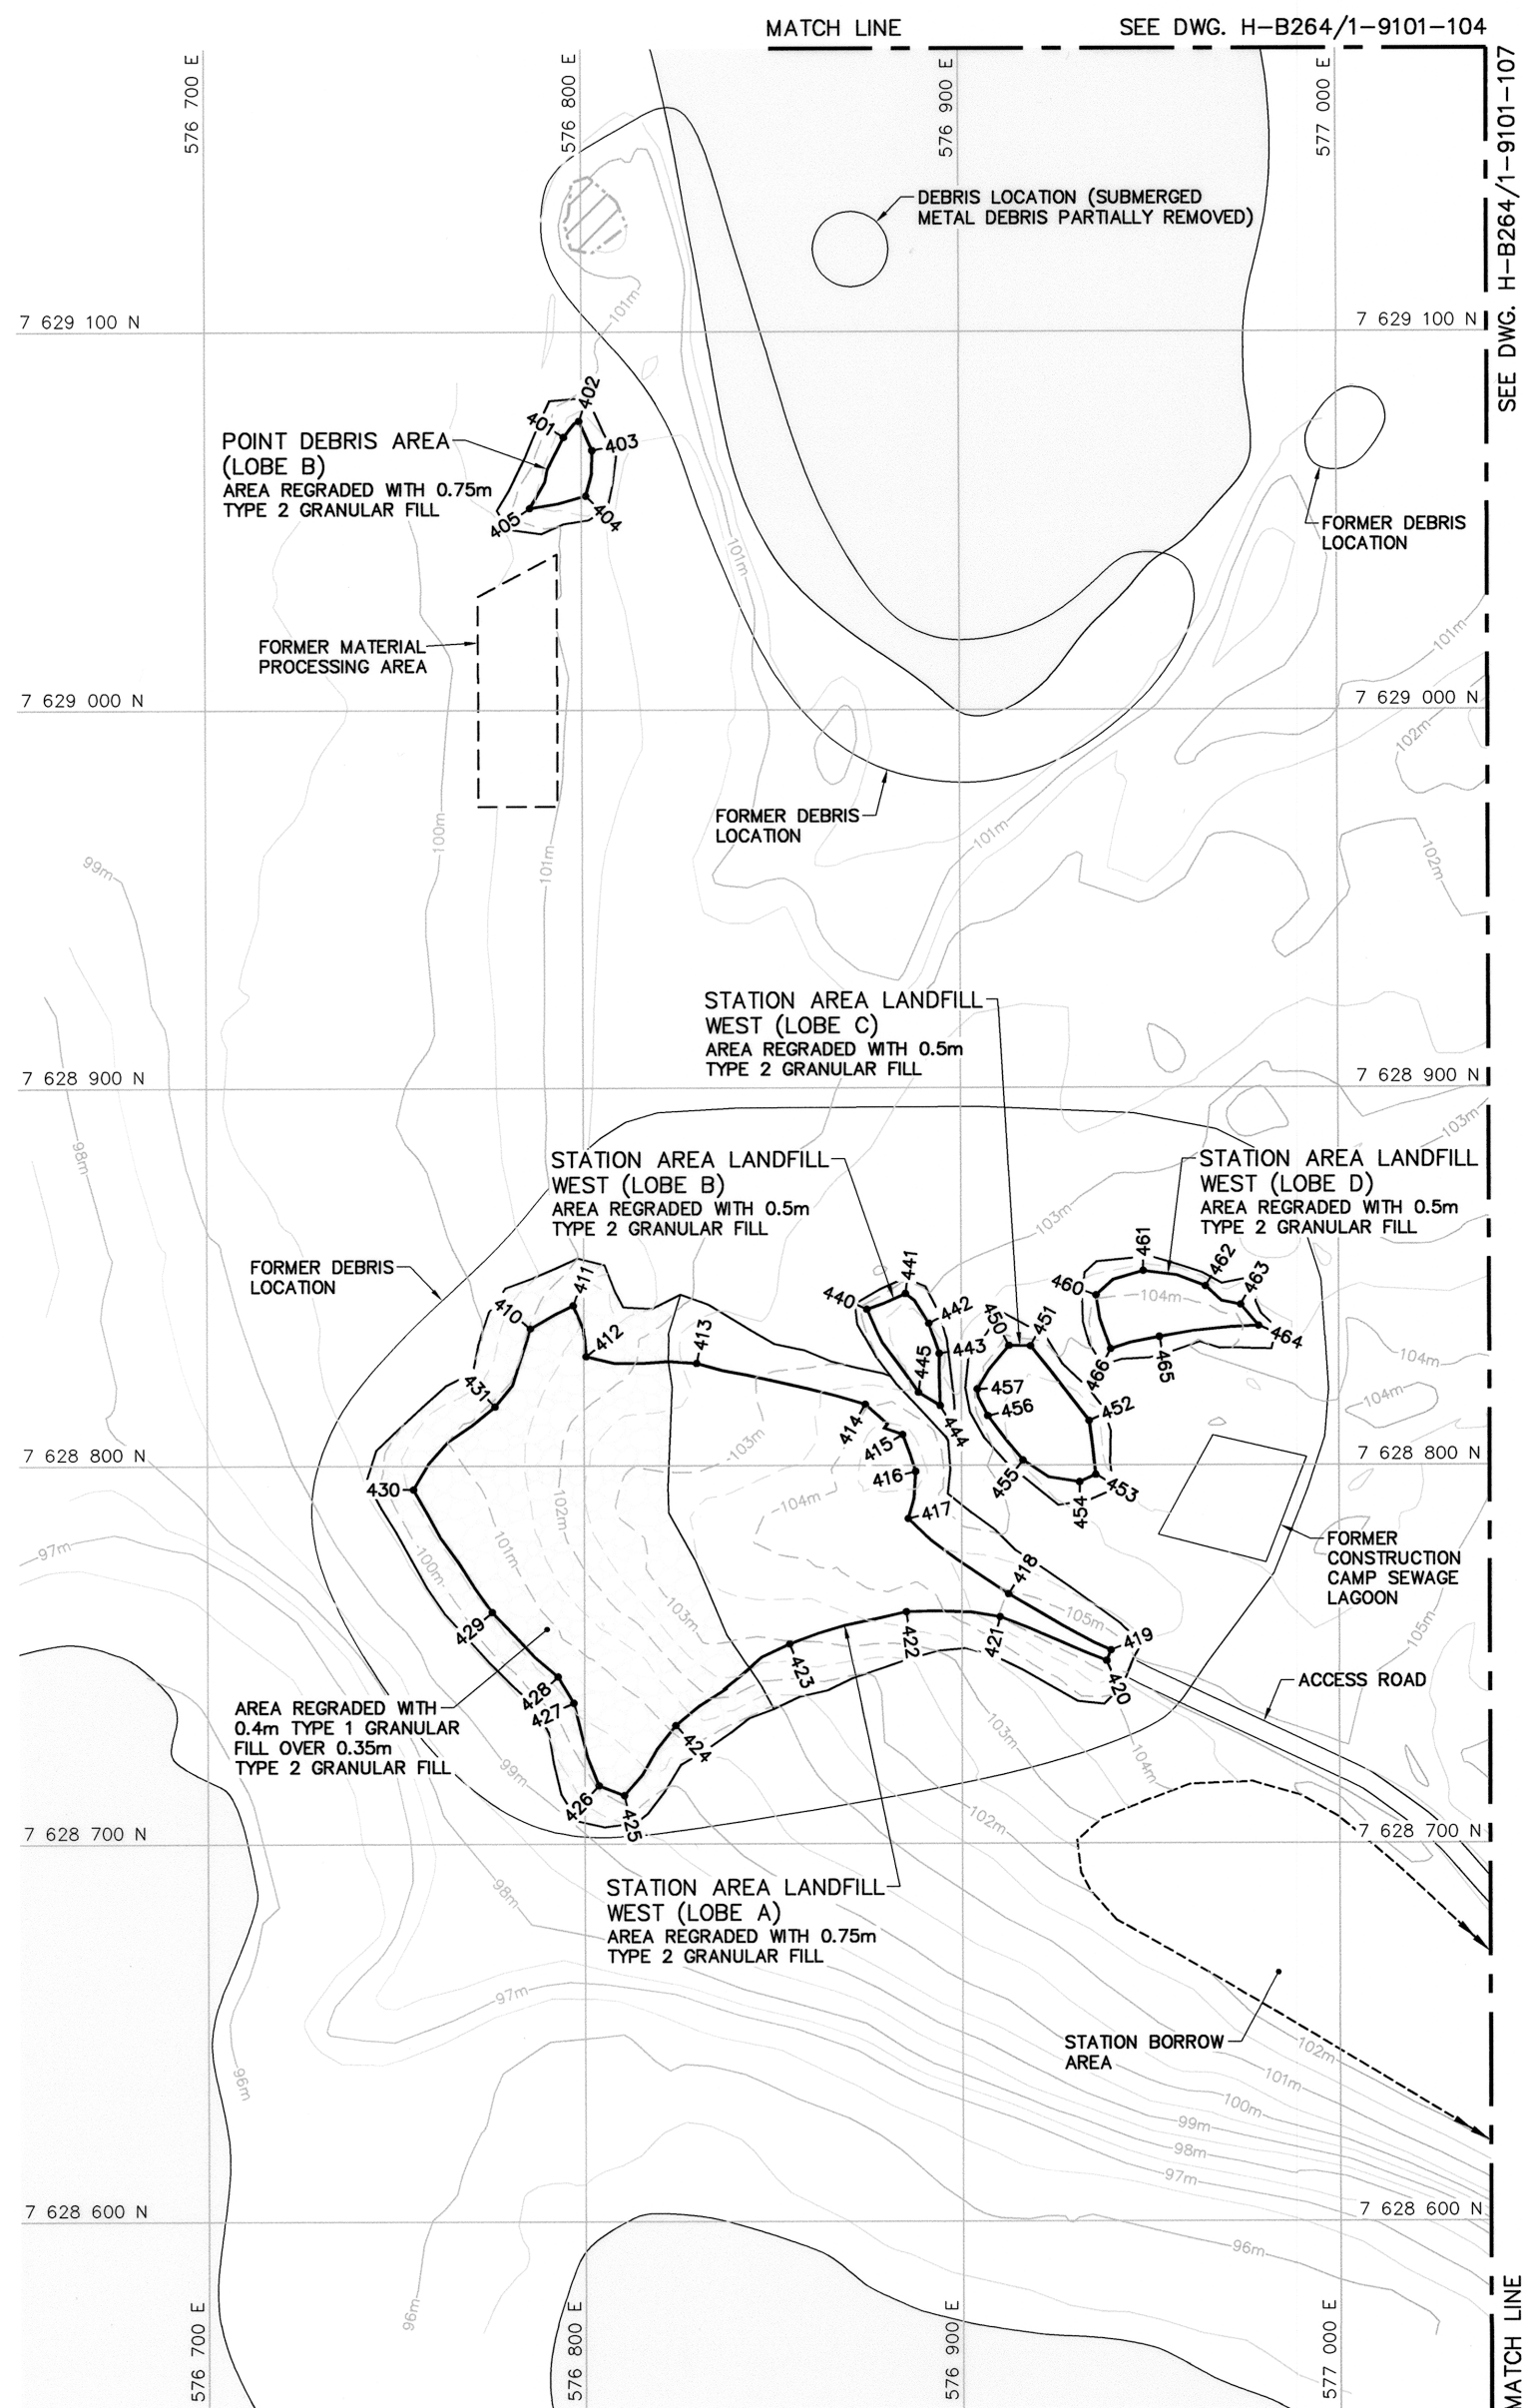 MATCH LINE
SEE DWG. H-B264/1-9101-104
SEE DWG. H-B264/1-9101-107
576 700 E
576 800 E
576 900 E
577 000 E
DEBRIS LOCATION (SUBMERGED
METAL DEBRIS PARTIALLY REMOVED)
101m
7 629 100 N
7 629 100 N
402
401
403
404
405
POINT DEBRIS AREA
(LOBE B)
AREA REGRADED WITH 0.75m
TYPE 2 GRANULAR FILL
FORMER DEBRIS
LOCATION
101m
101m
FORMER MATERIAL
PROCESSING AREA
7 629 000 N
7 629 000 N
102m
FORMER DEBRIS
LOCATION
100m
101m
101m
102m
99m
STATION AREA LANDFILL
WEST (LOBE C)
AREA REGRADED WITH 0.5m
TYPE 2 GRANULAR FILL
7 628 900 N
7 628 900 N
103m
98m
STATION AREA LANDFILL
WEST (LOBE B)
AREA REGRADED WITH 0.5m
TYPE 2 GRANULAR FILL
STATION AREA LANDFILL
WEST (LOBE D)
AREA REGRADED WITH 0.5m
TYPE 2 GRANULAR FILL
103m
FORMER DEBRIS
LOCATION
461
462
463
460
104m
464
465
466
441
440
442
443
445
444
450
451
457
456
452
455
454
453
411
410
412
413
431
414
415
416
417
104m
104m
103m
104m
7 628 800 N
7 628 800 N
430
102m
101m
100m
97m
103m
418
105m
419
420
421
422
423
424
425
426
427
428
429
FORMER
CONSTRUCTION
CAMP SEWAGE
LAGOON
105m
ACCESS ROAD
AREA REGRADED WITH
0.4m TYPE 1 GRANULAR
FILL OVER 0.35m
TYPE 2 GRANULAR FILL
103m
104m
99m
102m
7 628 700 N
7 628 700 N
98m
STATION AREA LANDFILL
WEST (LOBE A)
AREA REGRADED WITH 0.75m
TYPE 2 GRANULAR FILL
97m
STATION BORROW
AREA
102m
101m
100m
99m
98m
97m
96m
7 628 600 N
7 628 600 N
96m
96m
576 700 E
576 800 E
576 900 E
577 000 E
MATCH LINE